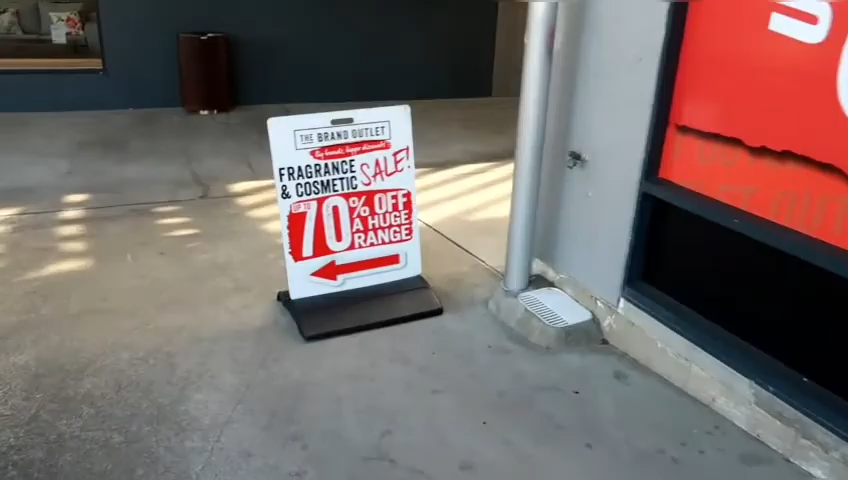 THE BRAND OUTLET
Big brands, bigger discounts!
FRAGRANCE
& COSMETIC
SALE!
UP TO
70% OFF
A HUGE
RANGE